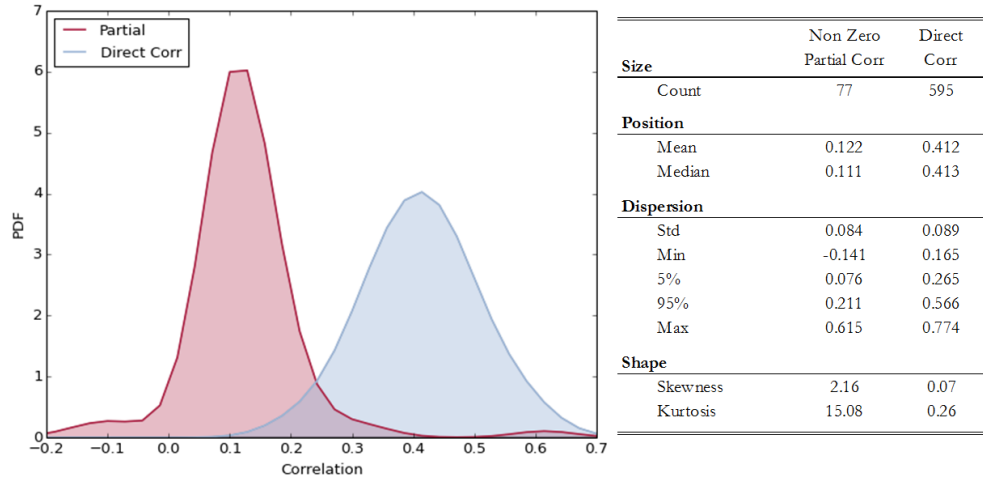 7
6
5
4
3
2
1
0
PDF
Partial
Direct Corr
−0.2 −0.1 0.0 0.1 0.2 0.3 0.4 0.5 0.6 0.7
Correlation
Non Zero Direct
Size Partial Corr Corr
Count 77 595
Position
Mean 0.122 0.412
Median 0.111 0.413
Dispersion
Std 0.084 0.089
Min -0.141 0.165
5% 0.076 0.265
95% 0.211 0.566
Max 0.615 0.774
Shape
Skewness 2.16 0.07
Kurtosis 15.08 0.26